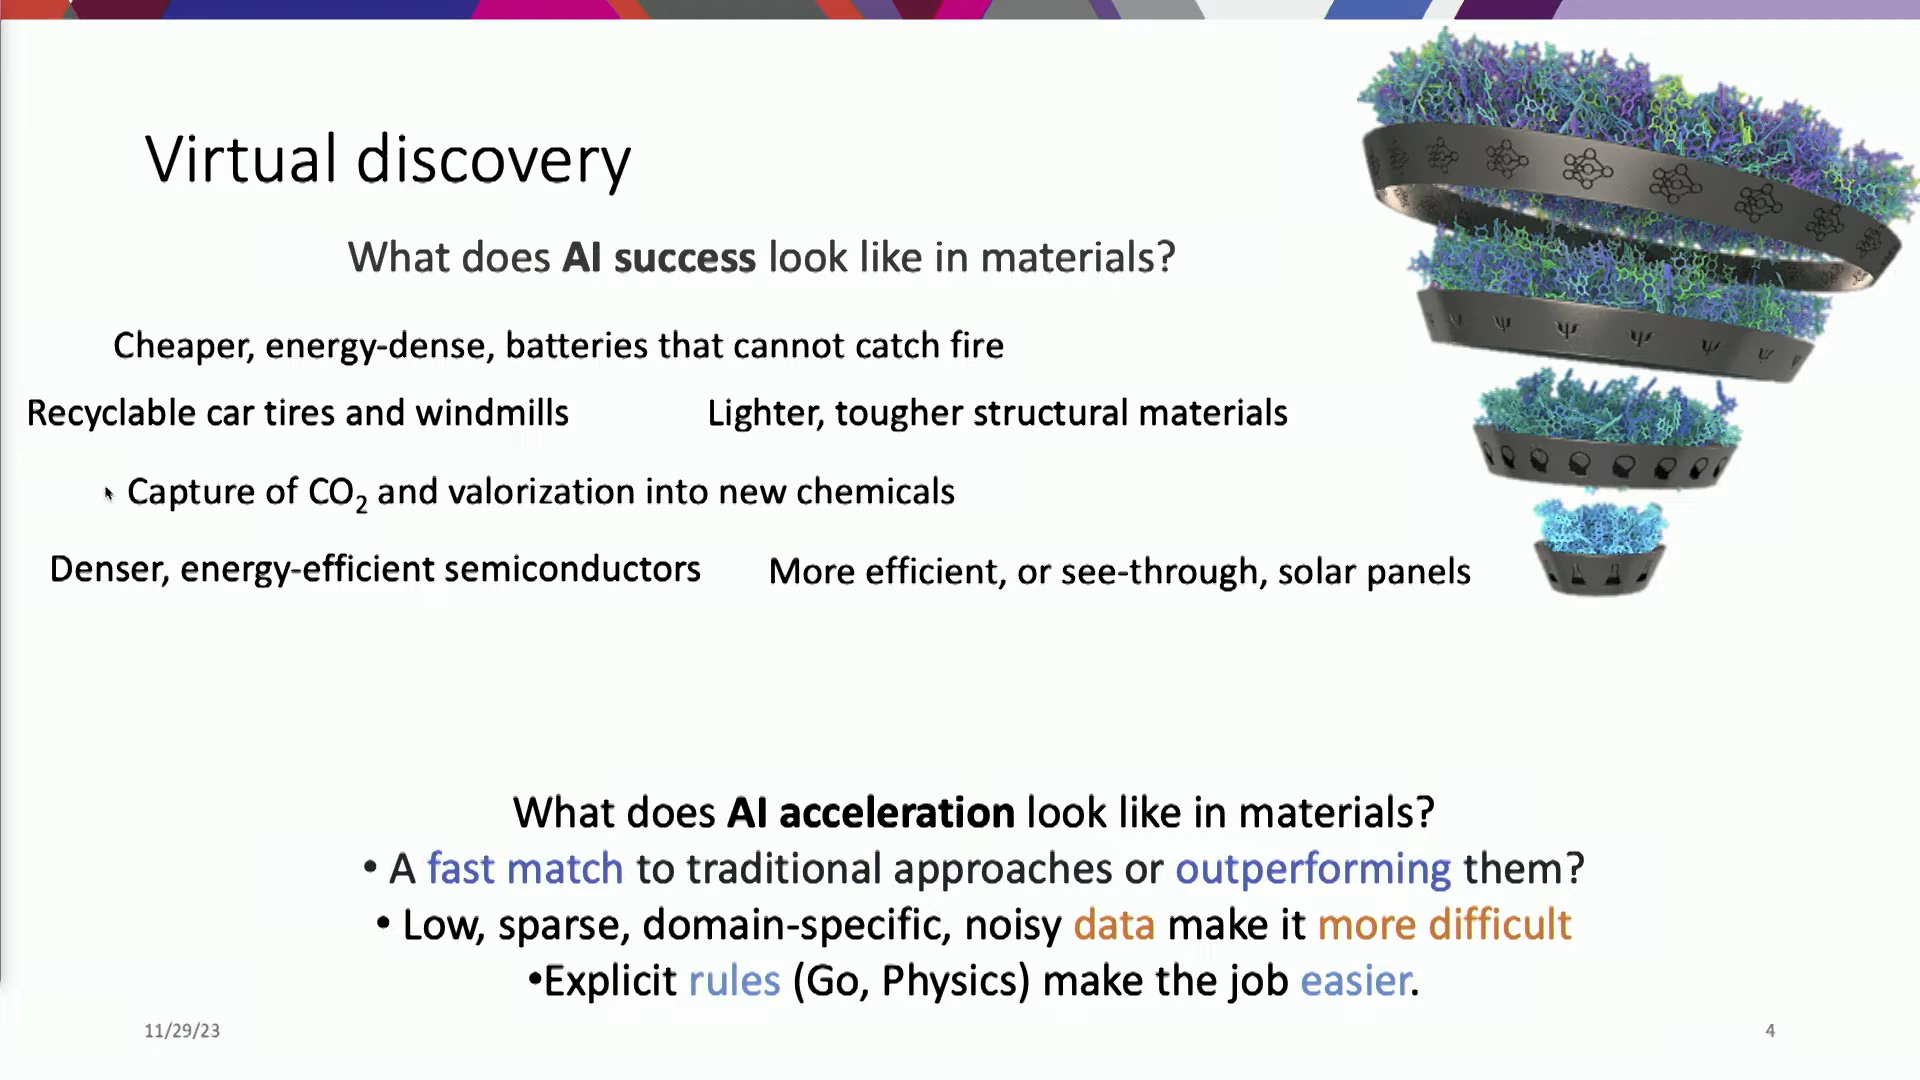 Virtual discovery
What does AI success look like in materials?
Cheaper, energy-dense, batteries that cannot catch fire
Recyclable car tires and windmills
Lighter, tougher structural materials
Capture of CO₂ and valorization into new chemicals
Denser, energy-efficient semiconductors
More efficient, or see-through, solar panels
What does AI acceleration look like in materials?
• A fast match to traditional approaches or outperforming them?
• Low, sparse, domain-specific, noisy data make it more difficult
•Explicit rules (Go, Physics) make the job easier.
11/29/23
4
ψ ψ ψ ψ ψ ψ ψ